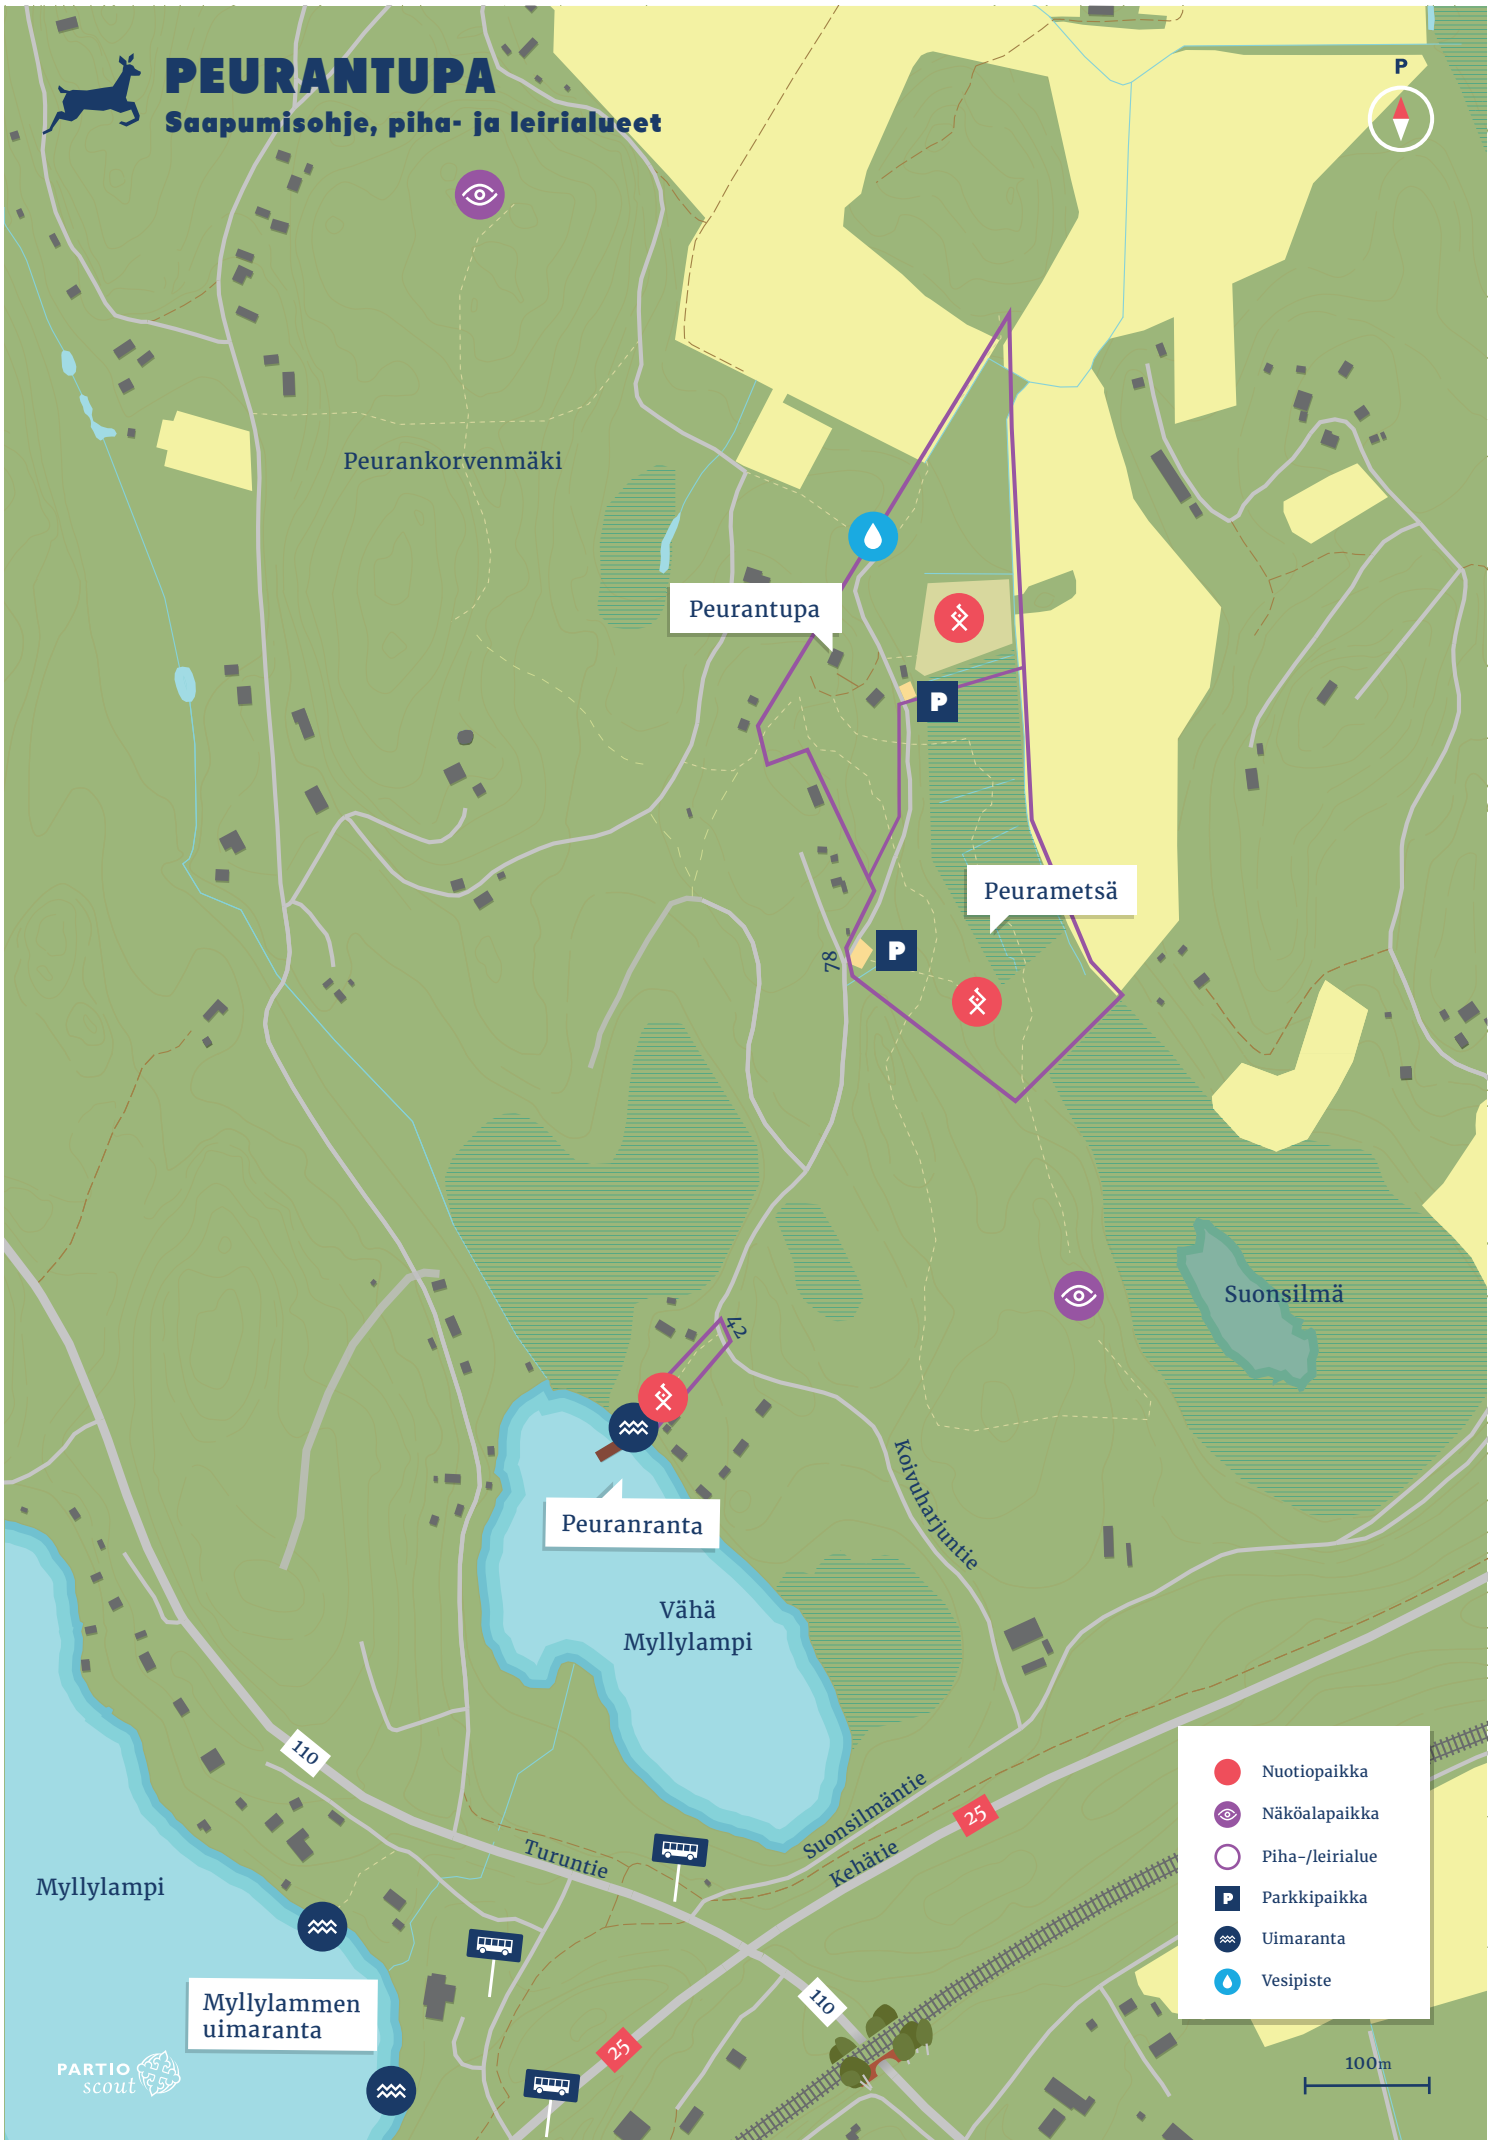 PEURANTUPA
Saapumisohje, piha- ja leirialueet
P
Peurankorvenmäki
Peurantupa
P
Peurametsä
P
78
Suonsilmä
42
Koivuharjuntie
Peuranranta
Vähä
Myllylampi
110
Suonsilmäntie
Kehätie
25
Turuntie
Myllylampi
Myllylammen
uimaranta
110
25
PARTIO
scout
Nuotiopaikka
Näköalapaikka
Piha-/leirialue
P Parkkipaikka
Uimaranta
Vesipiste
100m